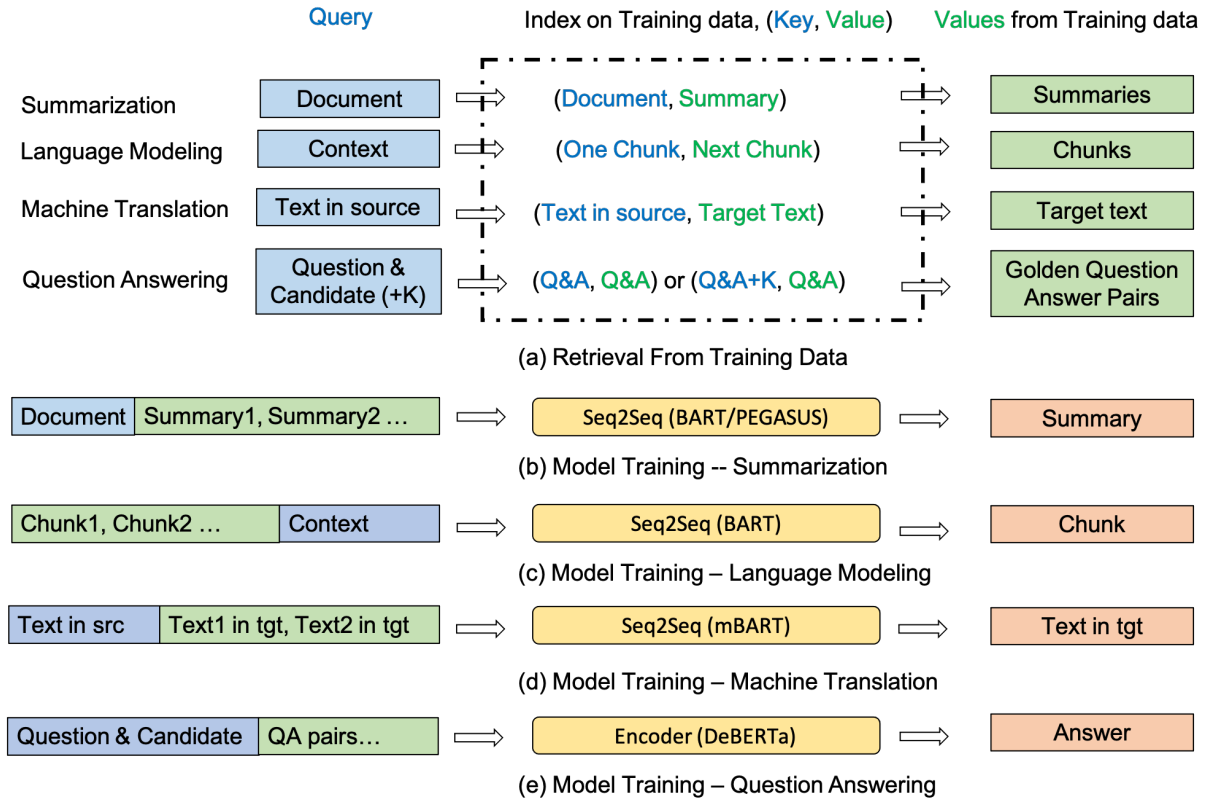 Query Index on Training data, (Key, Value) Values from Training data
Summarization Document (Document, Summary) Summaries
Language Modeling Context (One Chunk, Next Chunk) Chunks
Machine Translation Text in source (Text in source, Target Text) Target text
Question Answering Question & Candidate (+K) (Q&A, Q&A) or (Q&A+K, Q&A) Golden Question Answer Pairs
(a) Retrieval From Training Data
Document Summary1, Summary2 ... Seq2Seq (BART/PEGASUS) Summary
(b) Model Training -- Summarization
Chunk1, Chunk2 ... Context Seq2Seq (BART) Chunk
(c) Model Training – Language Modeling
Text in src Text1 in tgt, Text2 in tgt Seq2Seq (mBART) Text in tgt
(d) Model Training – Machine Translation
Question & Candidate QA pairs... Encoder (DeBERTa) Answer
(e) Model Training – Question Answering